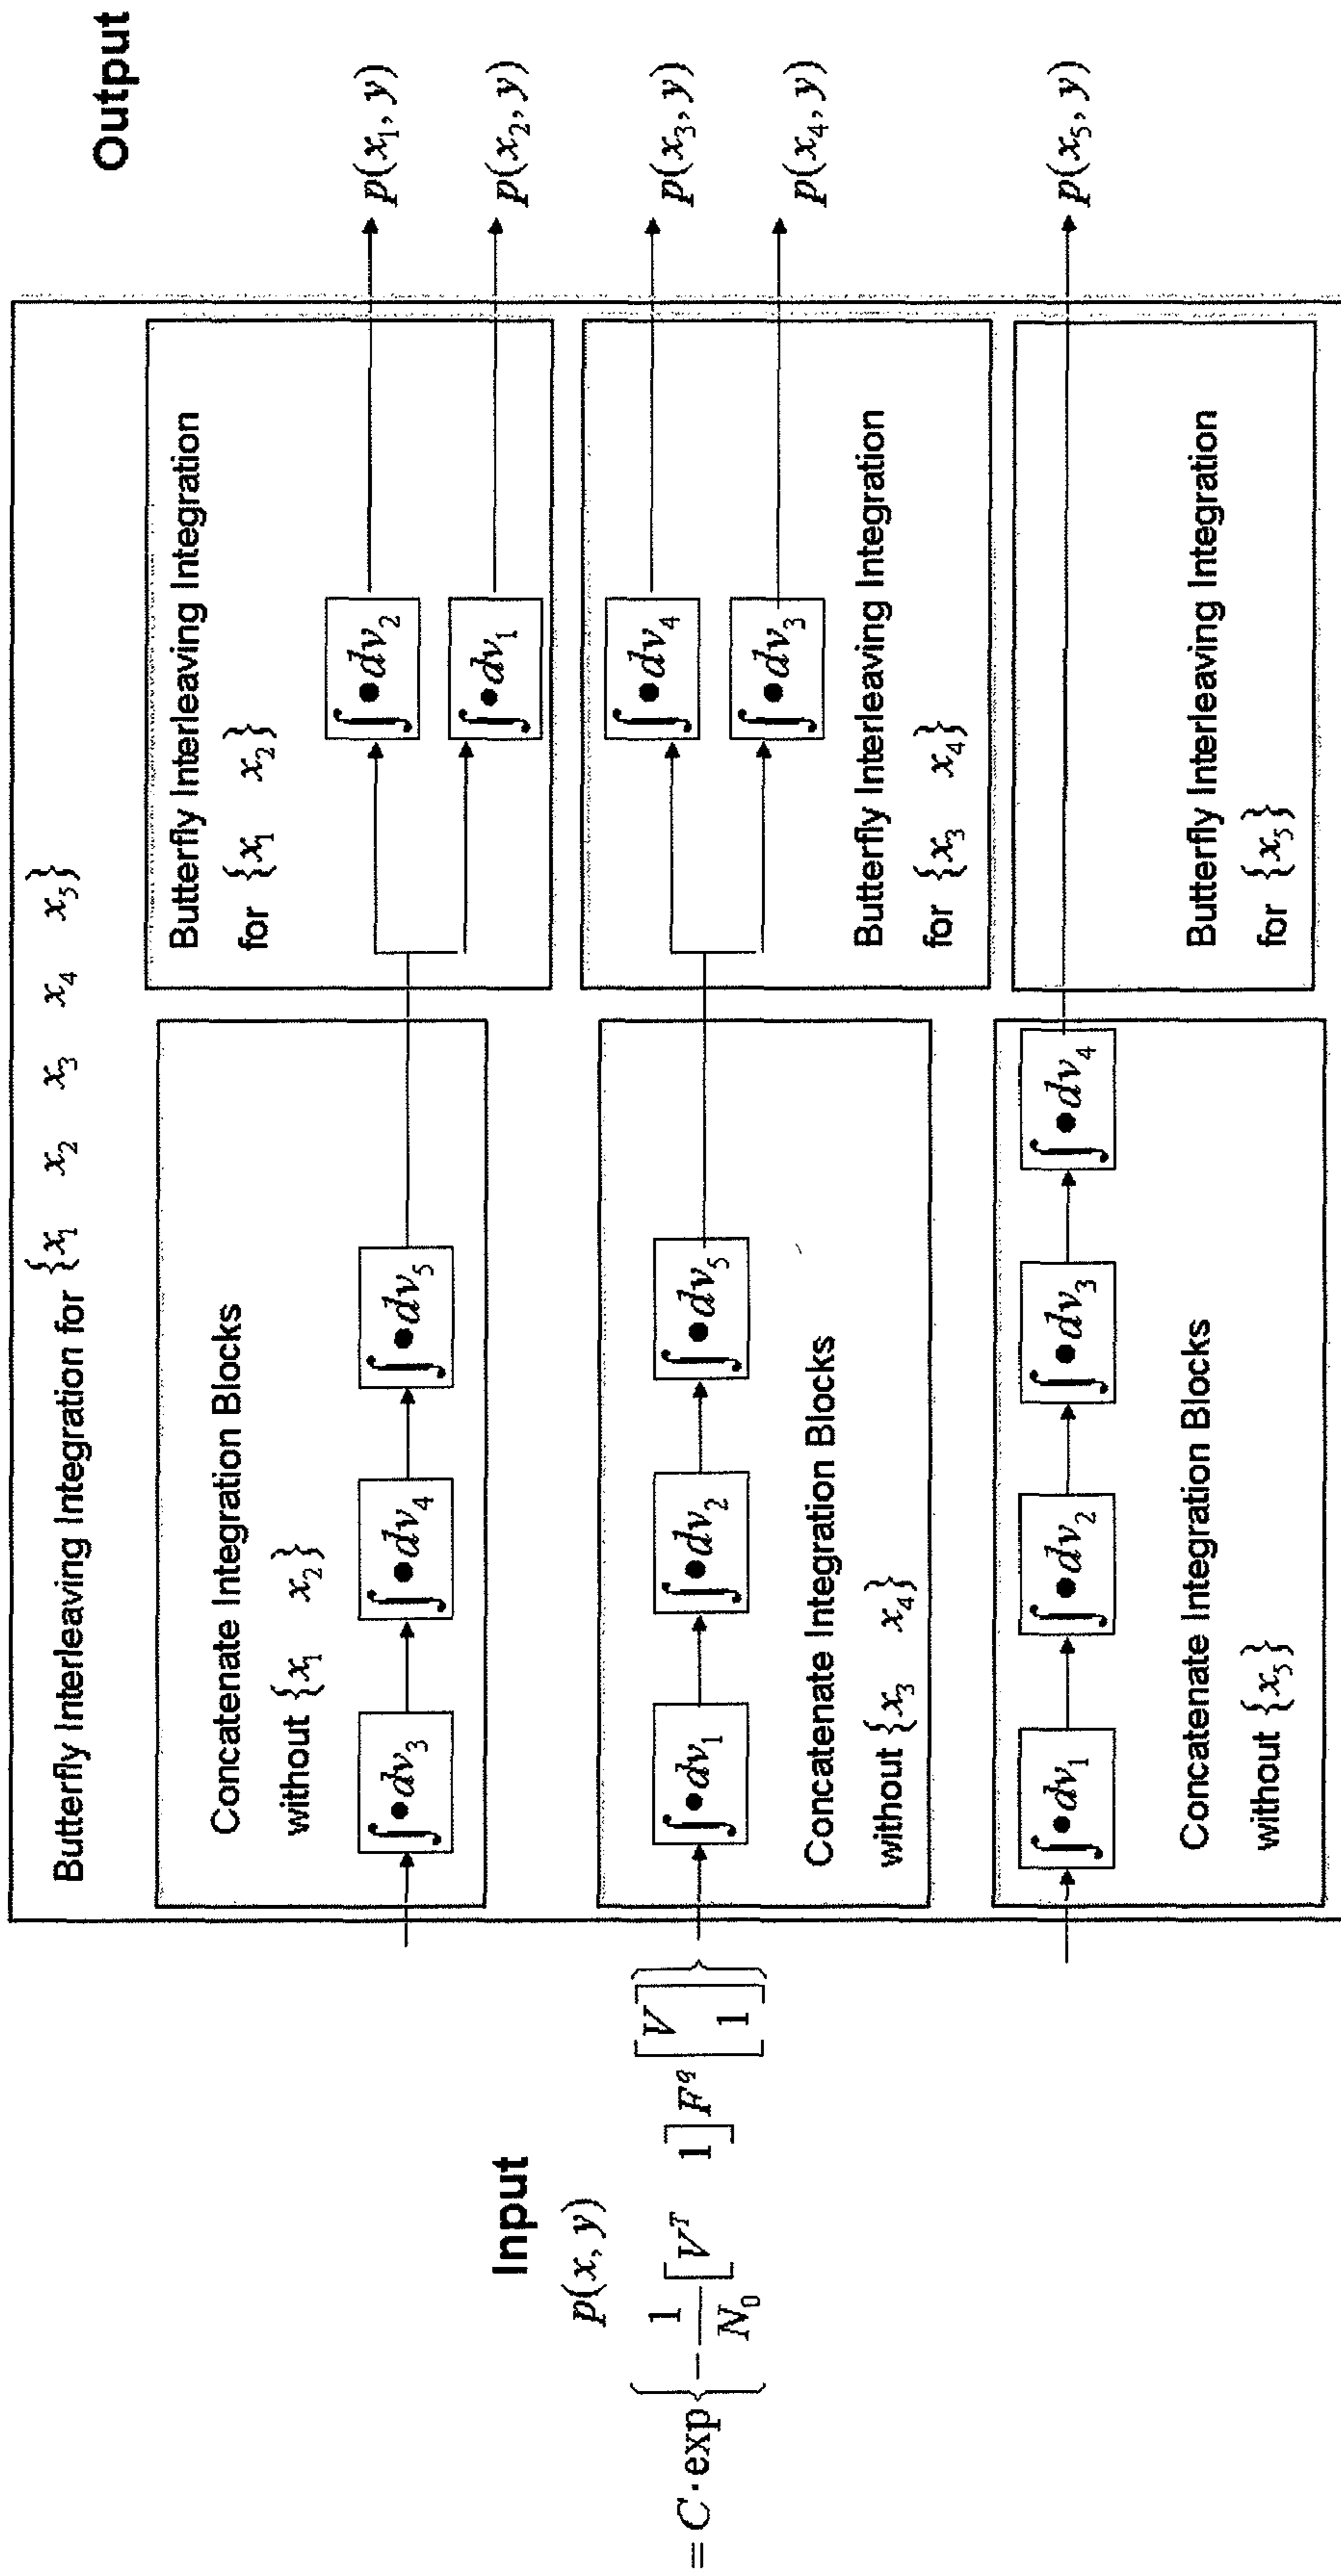 Butterfly Interleaving Integration for {x₁ x₂ x₃ x₄ x₅}
Output
Input
p(x, y)
= C · exp{ −1/N₀ [Vᵀ 1] F^q [V 1] }
Concatenate Integration Blocks
without {x₁ x₂}
∫•dv₃
∫•dv₄
∫•dv₅
Butterfly Interleaving Integration
for {x₁ x₂}
∫•dv₂
∫•dv₁
p(x₁, y)
p(x₂, y)
∫•dv₁
∫•dv₂
∫•dv₅
Concatenate Integration Blocks
without {x₃ x₄}
∫•dv₄
∫•dv₃
Butterfly Interleaving Integration
for {x₃ x₄}
p(x₃, y)
p(x₄, y)
∫•dv₁
∫•dv₂
∫•dv₃
∫•dv₄
Concatenate Integration Blocks
without {x₅}
Butterfly Interleaving Integration
for {x₅}
p(x₅, y)